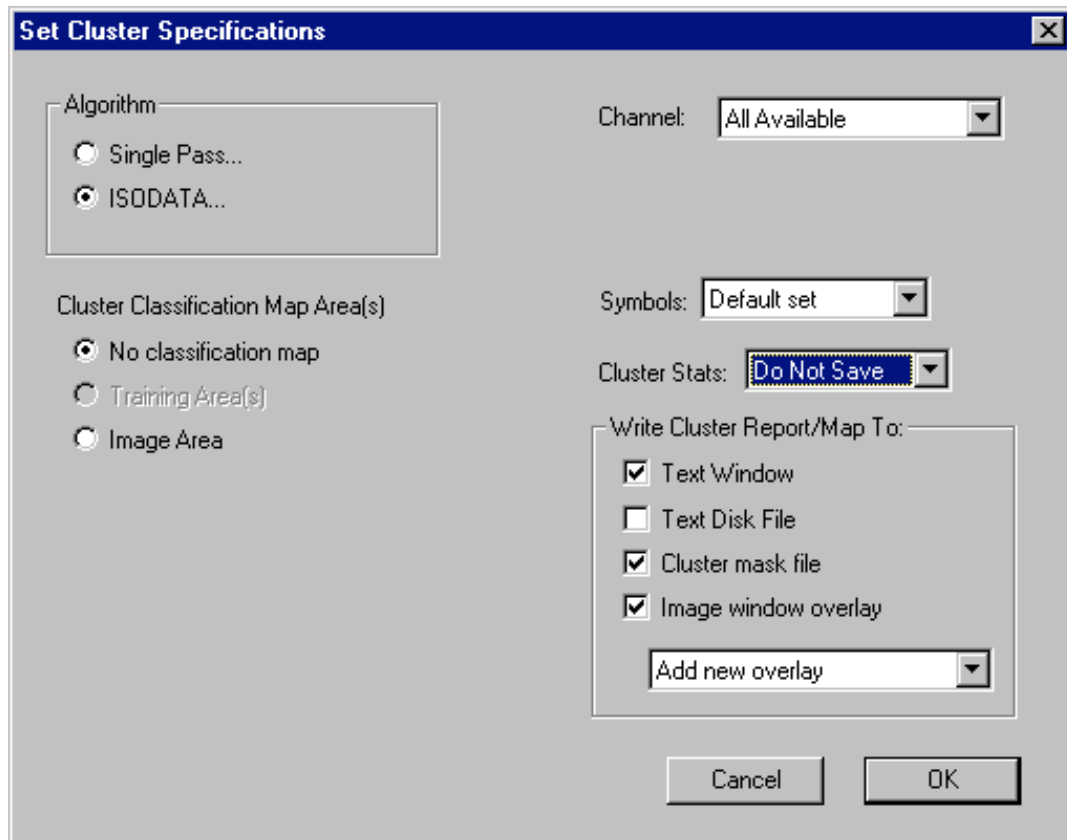 Set Cluster Specifications
Algorithm
Single Pass...
ISODATA...
Channel: All Available
Cluster Classification Map Area(s)
No classification map
Training Area(s)
Image Area
Symbols: Default set
Cluster Stats: Do Not Save
Write Cluster Report/Map To:
Text Window
Text Disk File
Cluster mask file
Image window overlay
Add new overlay
Cancel
OK